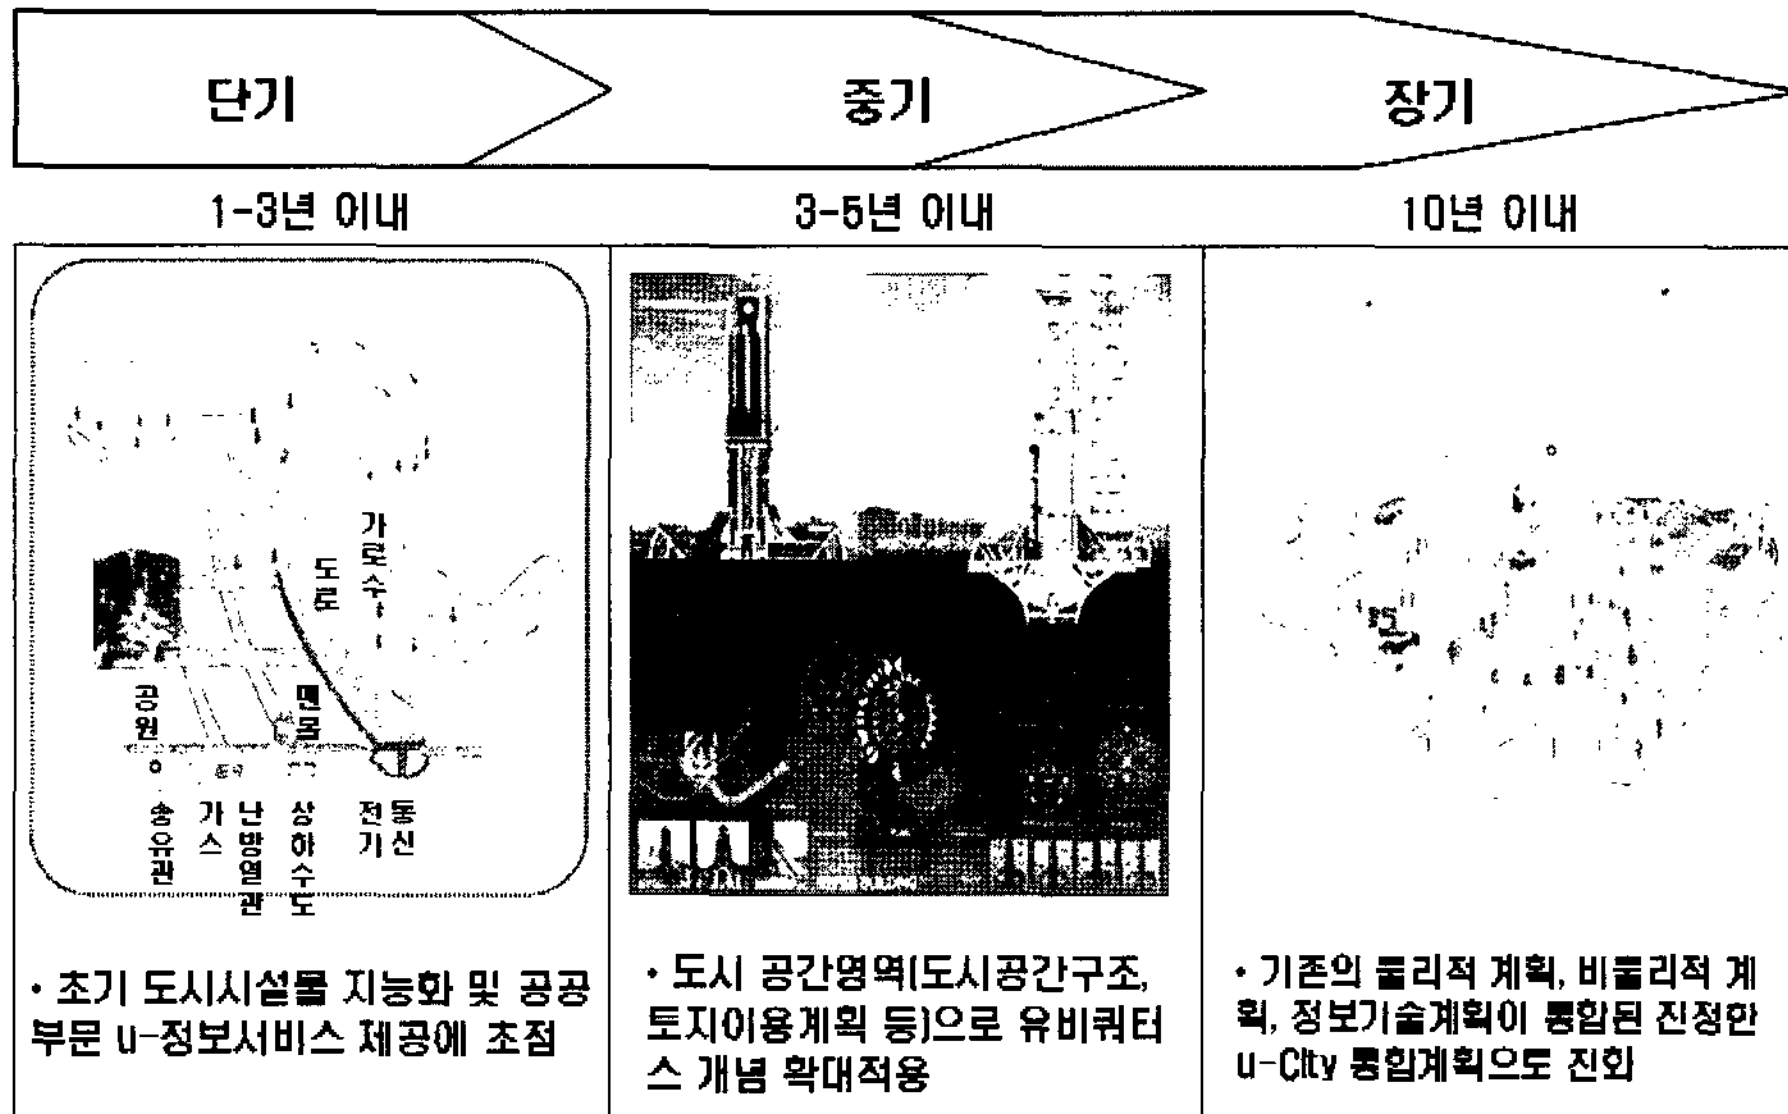 단기
중기
장기
1-3년 이내
3-5년 이내
10년 이내
가로수
도로
공원
맨홀
송유관
가스
난방열관
상하수도
전기
통신
• 초기 도시시설물 지능화 및 공공
부문 u-정보서비스 제공에 초점
• 도시 공간영역(도시공간구조,
토지이용계획 등)으로 유비쿼터
스 개념 확대적용
• 기존의 물리적 계획, 비물리적 계
획, 정보기술계획이 통합된 진정한
u-City 통합계획으로 진화